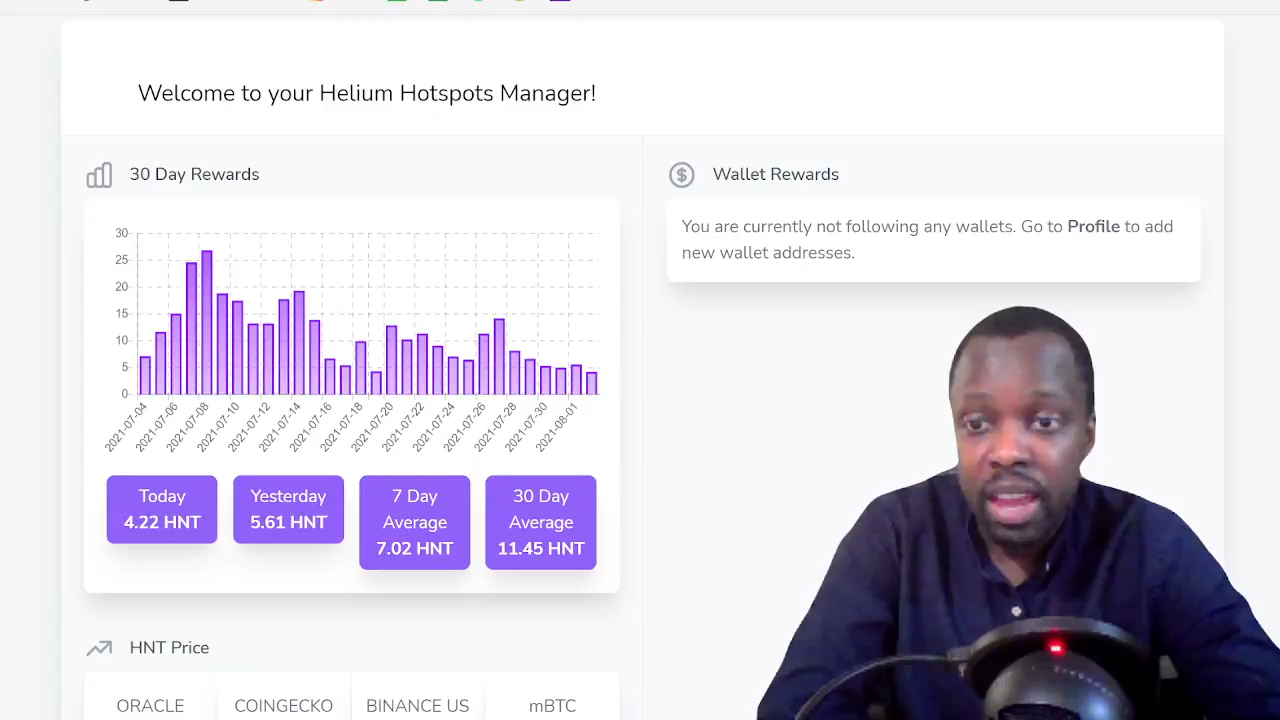 Welcome to your Helium Hotspots Manager!
30 Day Rewards
30
25
20
15
10
5
0
2021-07-04
2021-07-06
2021-07-08
2021-07-10
2021-07-12
2021-07-14
2021-07-16
2021-07-18
2021-07-20
2021-07-22
2021-07-24
2021-07-26
2021-07-28
2021-07-30
2021-08-01
Today
4.22 HNT
Yesterday
5.61 HNT
7 Day
Average
7.02 HNT
30 Day
Average
11.45 HNT
HNT Price
ORACLE
COINGECKO
BINANCE US
mBTC
Wallet Rewards
You are currently not following any wallets. Go to Profile to add
new wallet addresses.